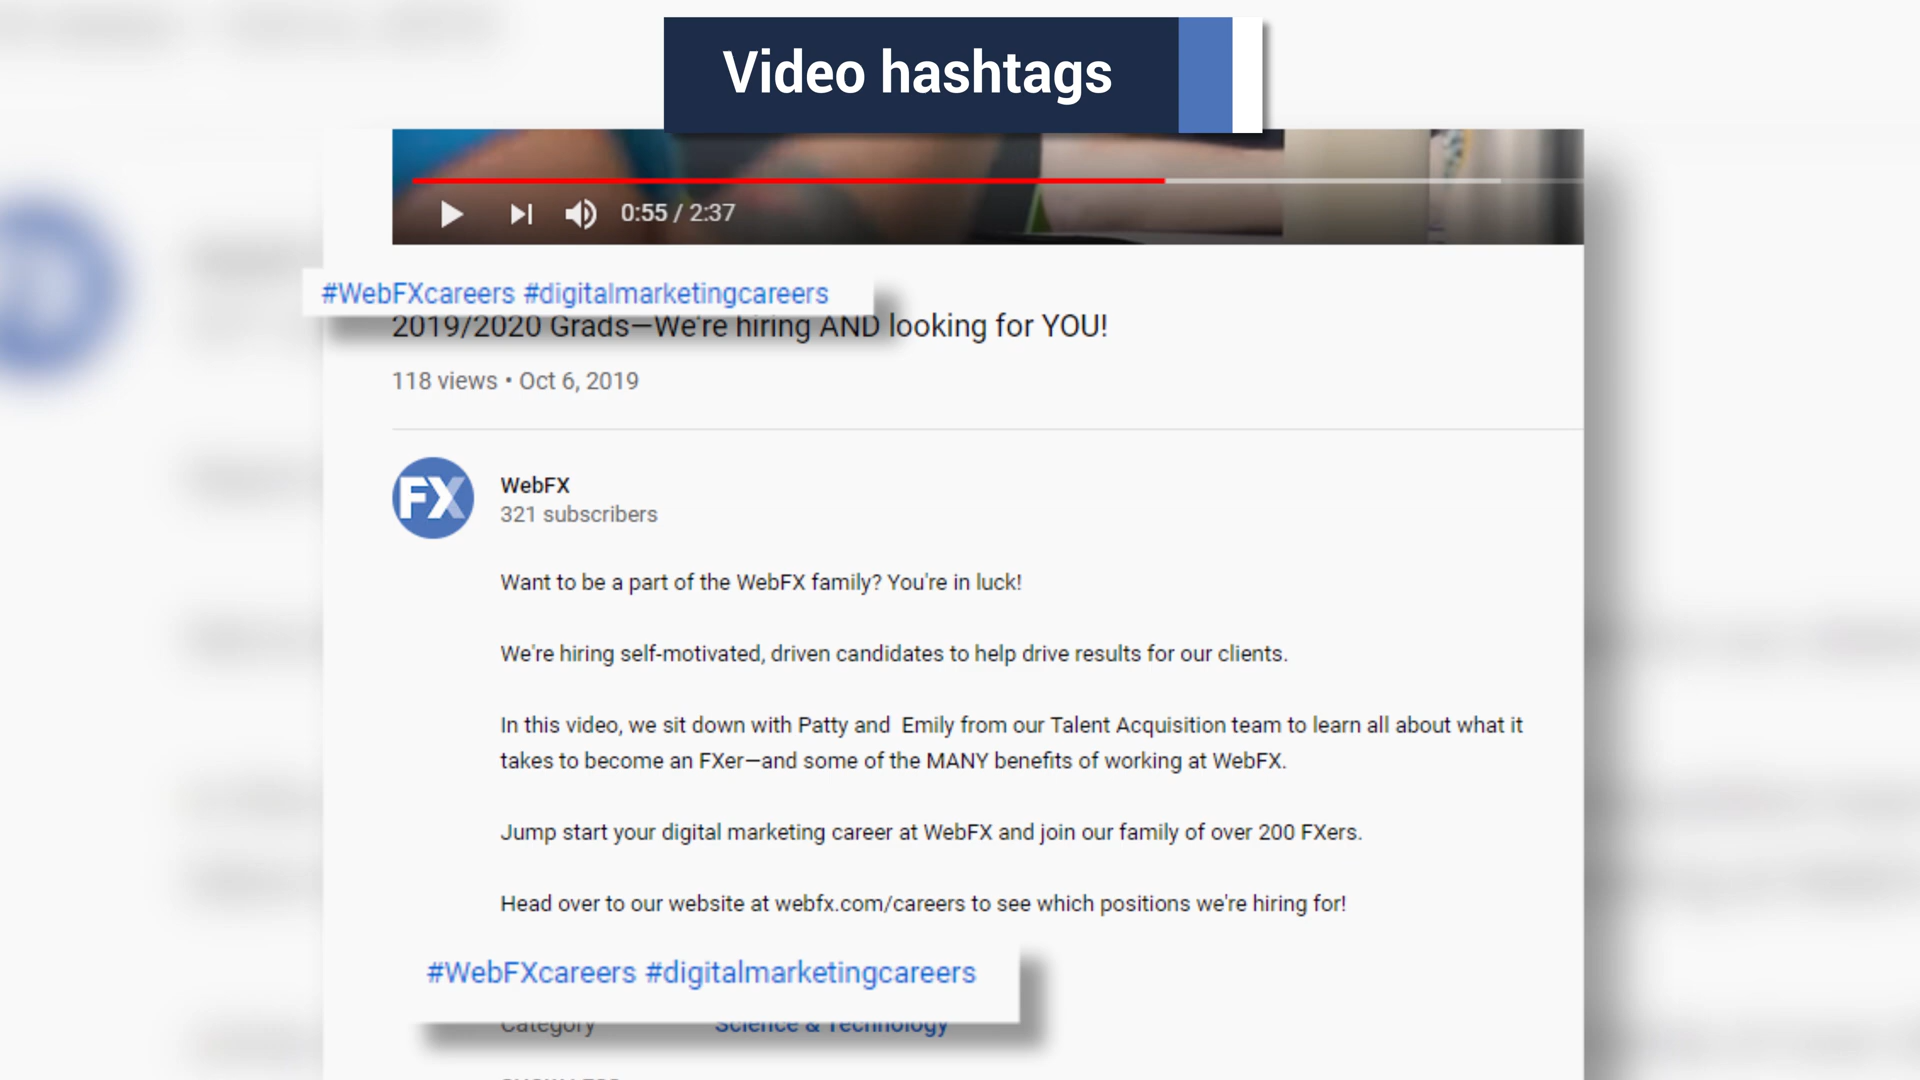 Video hashtags
0:55 / 2:37
#WebFXcareers #digitalmarketingcareers
2019/2020 Grads—We're hiring AND looking for YOU!
118 views • Oct 6, 2019
FX
WebFX
321 subscribers
Want to be a part of the WebFX family? You're in luck!
We're hiring self-motivated, driven candidates to help drive results for our clients.
In this video, we sit down with Patty and  Emily from our Talent Acquisition team to learn all about what it
takes to become an FXer—and some of the MANY benefits of working at WebFX.
Jump start your digital marketing career at WebFX and join our family of over 200 FXers.
Head over to our website at webfx.com/careers to see which positions we're hiring for!
#WebFXcareers #digitalmarketingcareers
Category Science & Technology